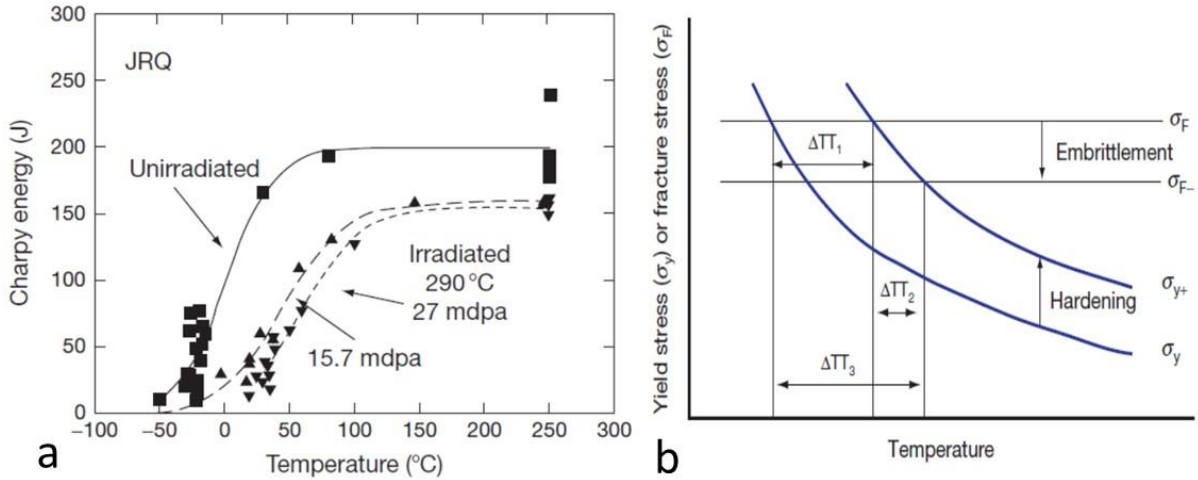 300
250
200
150
100
50
0
Charpy energy (J)
JRQ
Unirradiated
Irradiated
290 °C
27 mdpa
15.7 mdpa
−100 −50 0 50 100 150 200 250 300
Temperature (°C)
a
Yield stress (σy) or fracture stress (σF)
σF
ΔTT1
Embrittlement
σF−
σy+
ΔTT2
Hardening
σy
ΔTT3
Temperature
b